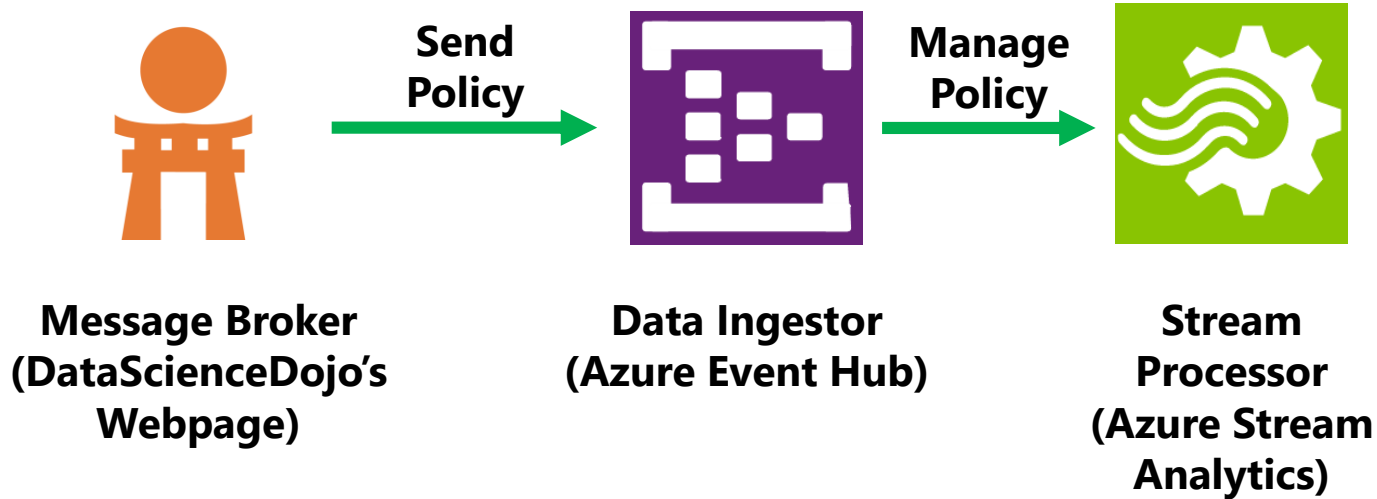 Send
Policy
Manage
Policy
Message Broker
(DataScienceDojo’s
Webpage)
Data Ingestor
(Azure Event Hub)
Stream
Processor
(Azure Stream
Analytics)